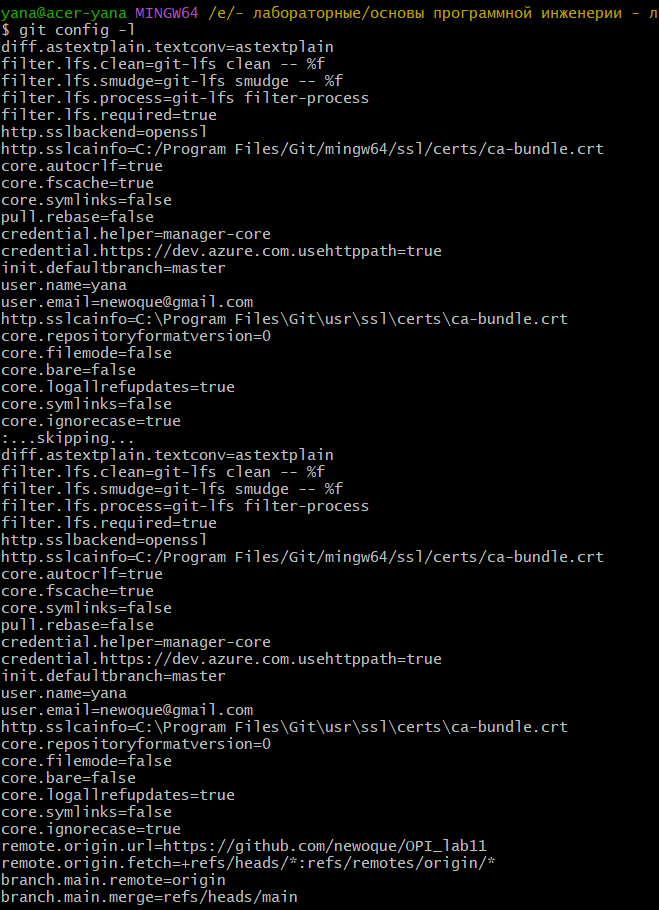 yana@acer-yana MINGW64 /e/- лабораторные/основы программной инженерии - л
$ git config -l
diff.astextplain.textconv=astextplain
filter.lfs.clean=git-lfs clean -- %f
filter.lfs.smudge=git-lfs smudge -- %f
filter.lfs.process=git-lfs filter-process
filter.lfs.required=true
http.sslbackend=openssl
http.sslcainfo=C:/Program Files/Git/mingw64/ssl/certs/ca-bundle.crt
core.autocrlf=true
core.fscache=true
core.symlinks=false
pull.rebase=false
credential.helper=manager-core
credential.https://dev.azure.com.usehttppath=true
init.defaultbranch=master
user.name=yana
user.email=newoque@gmail.com
http.sslcainfo=C:\Program Files\Git\usr\ssl\certs\ca-bundle.crt
core.repositoryformatversion=0
core.filemode=false
core.bare=false
core.logallrefupdates=true
core.symlinks=false
core.ignorecase=true
:...skipping...
diff.astextplain.textconv=astextplain
filter.lfs.clean=git-lfs clean -- %f
filter.lfs.smudge=git-lfs smudge -- %f
filter.lfs.process=git-lfs filter-process
filter.lfs.required=true
http.sslbackend=openssl
http.sslcainfo=C:/Program Files/Git/mingw64/ssl/certs/ca-bundle.crt
core.autocrlf=true
core.fscache=true
core.symlinks=false
pull.rebase=false
credential.helper=manager-core
credential.https://dev.azure.com.usehttppath=true
init.defaultbranch=master
user.name=yana
user.email=newoque@gmail.com
http.sslcainfo=C:\Program Files\Git\usr\ssl\certs\ca-bundle.crt
core.repositoryformatversion=0
core.filemode=false
core.bare=false
core.logallrefupdates=true
core.symlinks=false
core.ignorecase=true
remote.origin.url=https://github.com/newoque/OPI_lab11
remote.origin.fetch=+refs/heads/*:refs/remotes/origin/*
branch.main.remote=origin
branch.main.merge=refs/heads/main